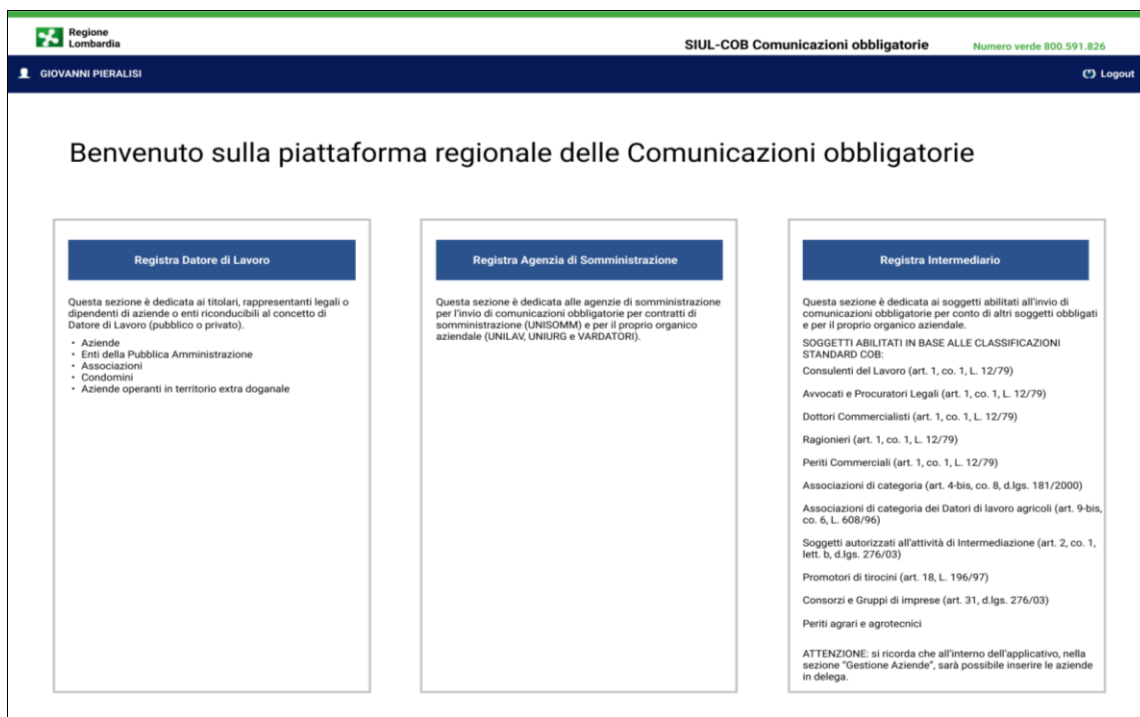 Regione
Lombardia
SIUL-COB Comunicazioni obbligatorie
Numero verde 800.591.826
GIOVANNI PIERALISI
Logout
Benvenuto sulla piattaforma regionale delle Comunicazioni obbligatorie
Registra Datore di Lavoro
Questa sezione è dedicata ai titolari, rappresentanti legali o
dipendenti di aziende o enti riconducibili al concetto di
Datore di Lavoro (pubblico o privato).
• Aziende
• Enti della Pubblica Amministrazione
• Associazioni
• Condomini
• Aziende operanti in territorio extra doganale
Registra Agenzia di Somministrazione
Questa sezione è dedicata alle agenzie di somministrazione
per l'invio di comunicazioni obbligatorie per contratti di
somministrazione (UNISOMM) e per il proprio organico
aziendale (UNILAV, UNIURG e VARDATORI).
Registra Intermediario
Questa sezione è dedicata ai soggetti abilitati all'invio di
comunicazioni obbligatorie per conto di altri soggetti obbligati
e per il proprio organico aziendale.
SOGGETTI ABILITATI IN BASE ALLE CLASSIFICAZIONI
STANDARD COB:
Consulenti del Lavoro (art. 1, co. 1, L. 12/79)
Avvocati e Procuratori Legali (art. 1, co. 1, L. 12/79)
Dottori Commercialisti (art. 1, co. 1, L. 12/79)
Ragionieri (art. 1, co. 1, L. 12/79)
Periti Commerciali (art. 1, co. 1, L. 12/79)
Associazioni di categoria (art. 4-bis, co. 8, d.lgs. 181/2000)
Associazioni di categoria dei Datori di lavoro agricoli (art. 9-bis,
co. 6, L. 608/96)
Soggetti autorizzati all'attività di Intermediazione (art. 2, co. 1,
lett. b, d.lgs. 276/03)
Promotori di tirocini (art. 18, L. 196/97)
Consorzi e Gruppi di imprese (art. 31, d.lgs. 276/03)
Periti agrari e agrotecnici
ATTENZIONE: si ricorda che all'interno dell'applicativo, nella
sezione "Gestione Aziende", sarà possibile inserire le aziende
in delega.